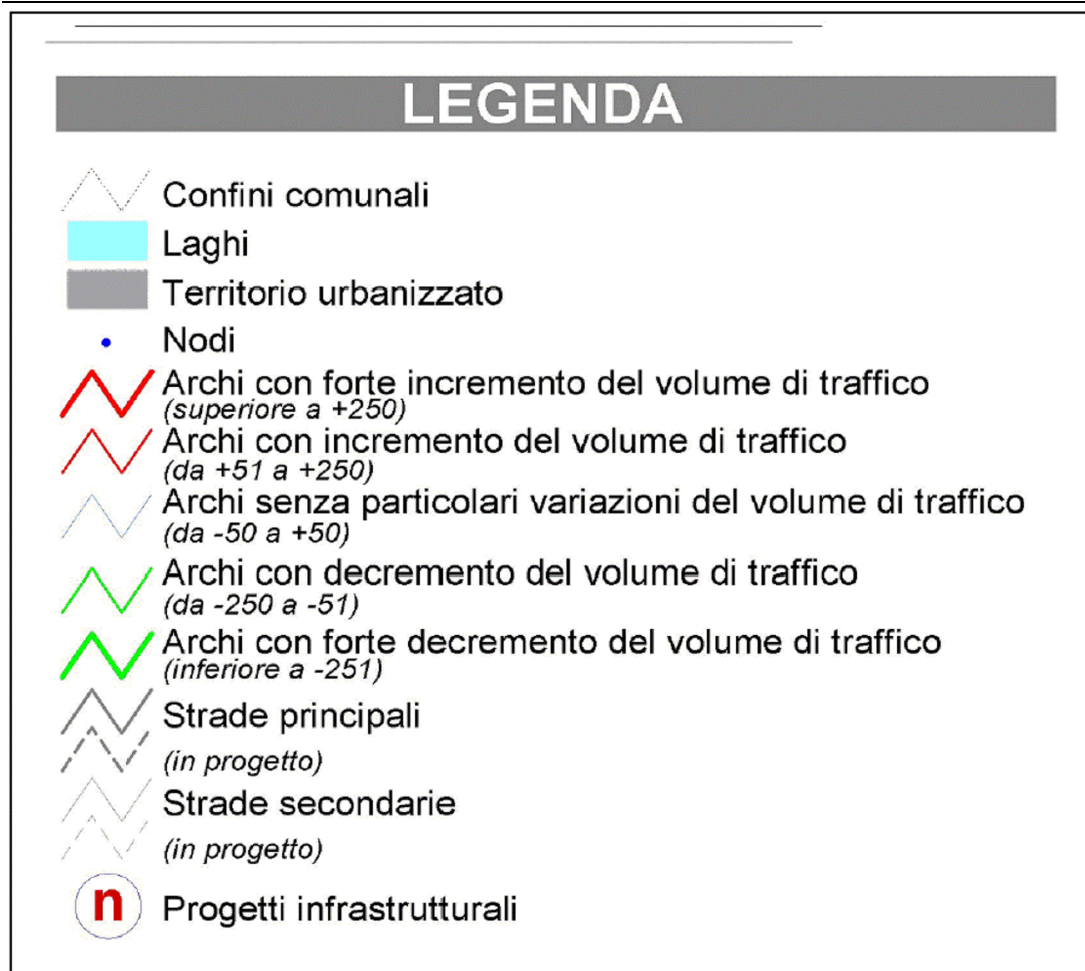 LEGENDA
Confini comunali
Laghi
Territorio urbanizzato
Nodi
Archi con forte incremento del volume di traffico
(superiore a +250)
Archi con incremento del volume di traffico
(da +51 a +250)
Archi senza particolari variazioni del volume di traffico
(da -50 a +50)
Archi con decremento del volume di traffico
(da -250 a -51)
Archi con forte decremento del volume di traffico
(inferiore a -251)
Strade principali
(in progetto)
Strade secondarie
(in progetto)
n Progetti infrastrutturali